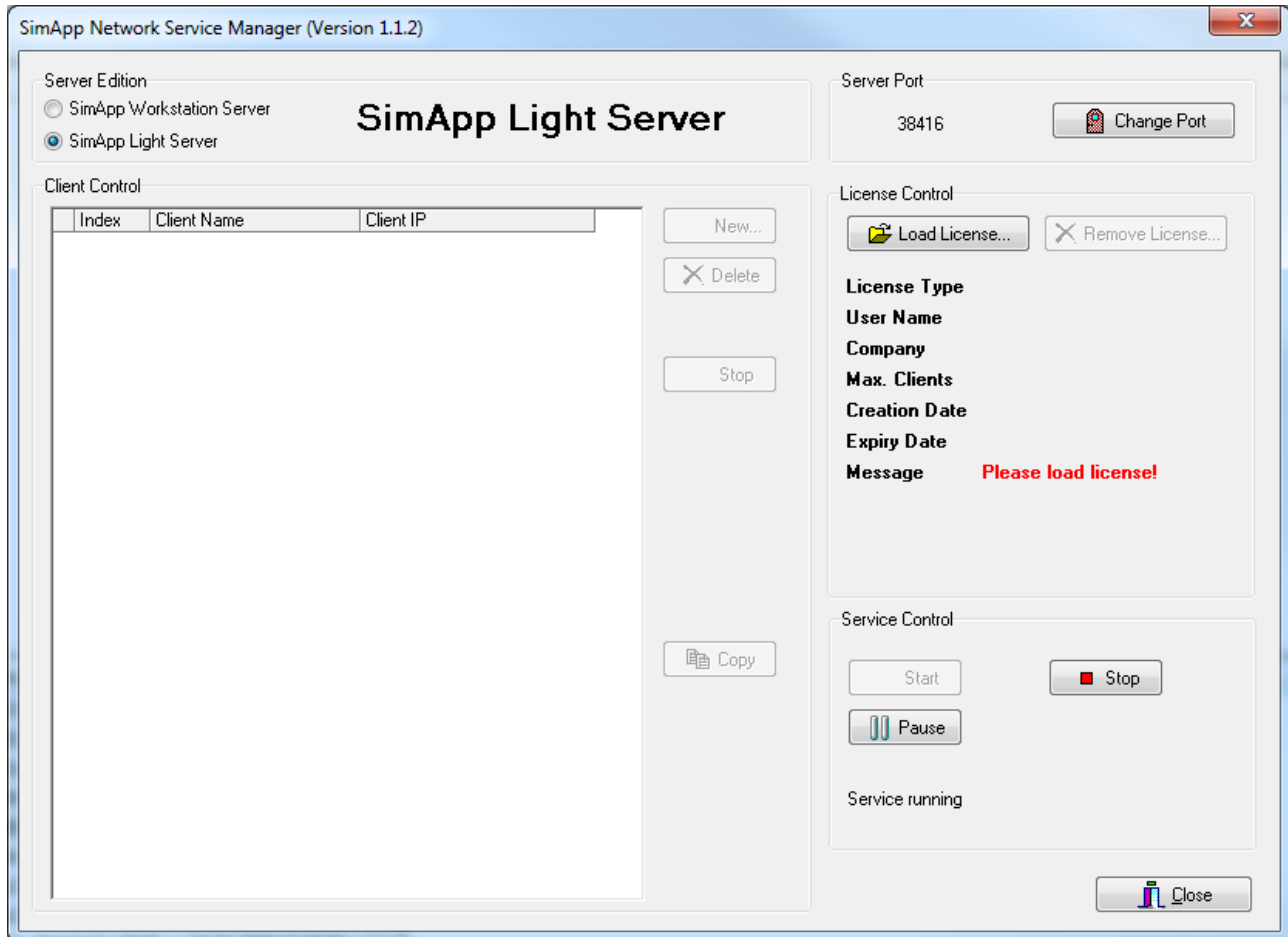 SimApp Network Service Manager (Version 1.1.2)
Server Edition
SimApp Workstation Server
SimApp Light Server
SimApp Light Server
Server Port
38416
Change Port
Client Control
Index Client Name Client IP
New...
Delete
Stop
Copy
License Control
Load License... Remove License...
License Type
User Name
Company
Max. Clients
Creation Date
Expiry Date
Message Please load license!
Service Control
Start Stop
Pause
Service running
Close